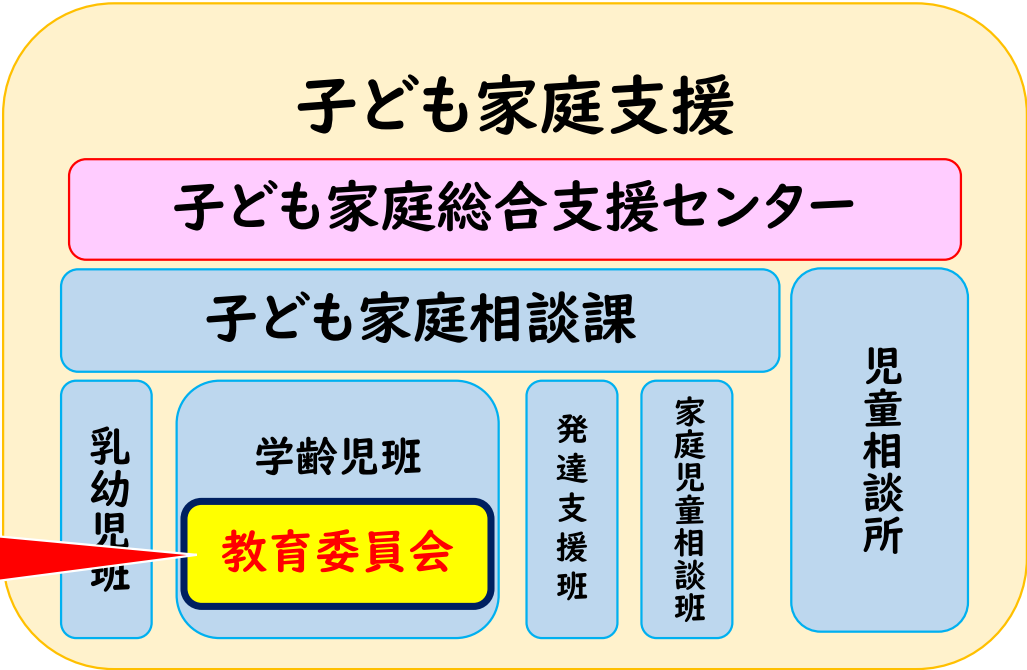 子ども家庭支援
子ども家庭総合支援センター
子ども家庭相談課
児童相談所
乳幼児班
学齢児班
教育委員会
発達支援班
家庭児童相談班